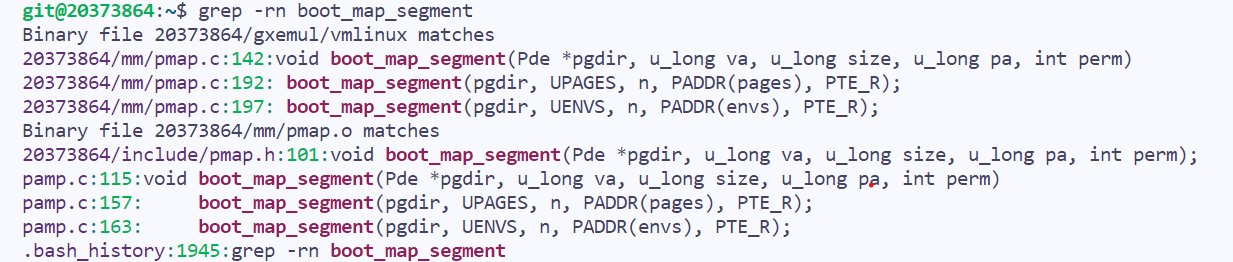 git@20373864:~$ grep -rn boot_map_segment
Binary file 20373864/gxemul/vmlinux matches
20373864/mm/pmap.c:142:void boot_map_segment(Pde *pgdir, u_long va, u_long size, u_long pa, int perm)
20373864/mm/pmap.c:192: boot_map_segment(pgdir, UPAGES, n, PADDR(pages), PTE_R);
20373864/mm/pmap.c:197: boot_map_segment(pgdir, UENVS, n, PADDR(envs), PTE_R);
Binary file 20373864/mm/pmap.o matches
20373864/include/pmap.h:101:void boot_map_segment(Pde *pgdir, u_long va, u_long size, u_long pa, int perm);
pamp.c:115:void boot_map_segment(Pde *pgdir, u_long va, u_long size, u_long pa, int perm)
pamp.c:157:     boot_map_segment(pgdir, UPAGES, n, PADDR(pages), PTE_R);
pamp.c:163:     boot_map_segment(pgdir, UENVS, n, PADDR(envs), PTE_R);
.bash_history:1945:grep -rn boot_map_segment